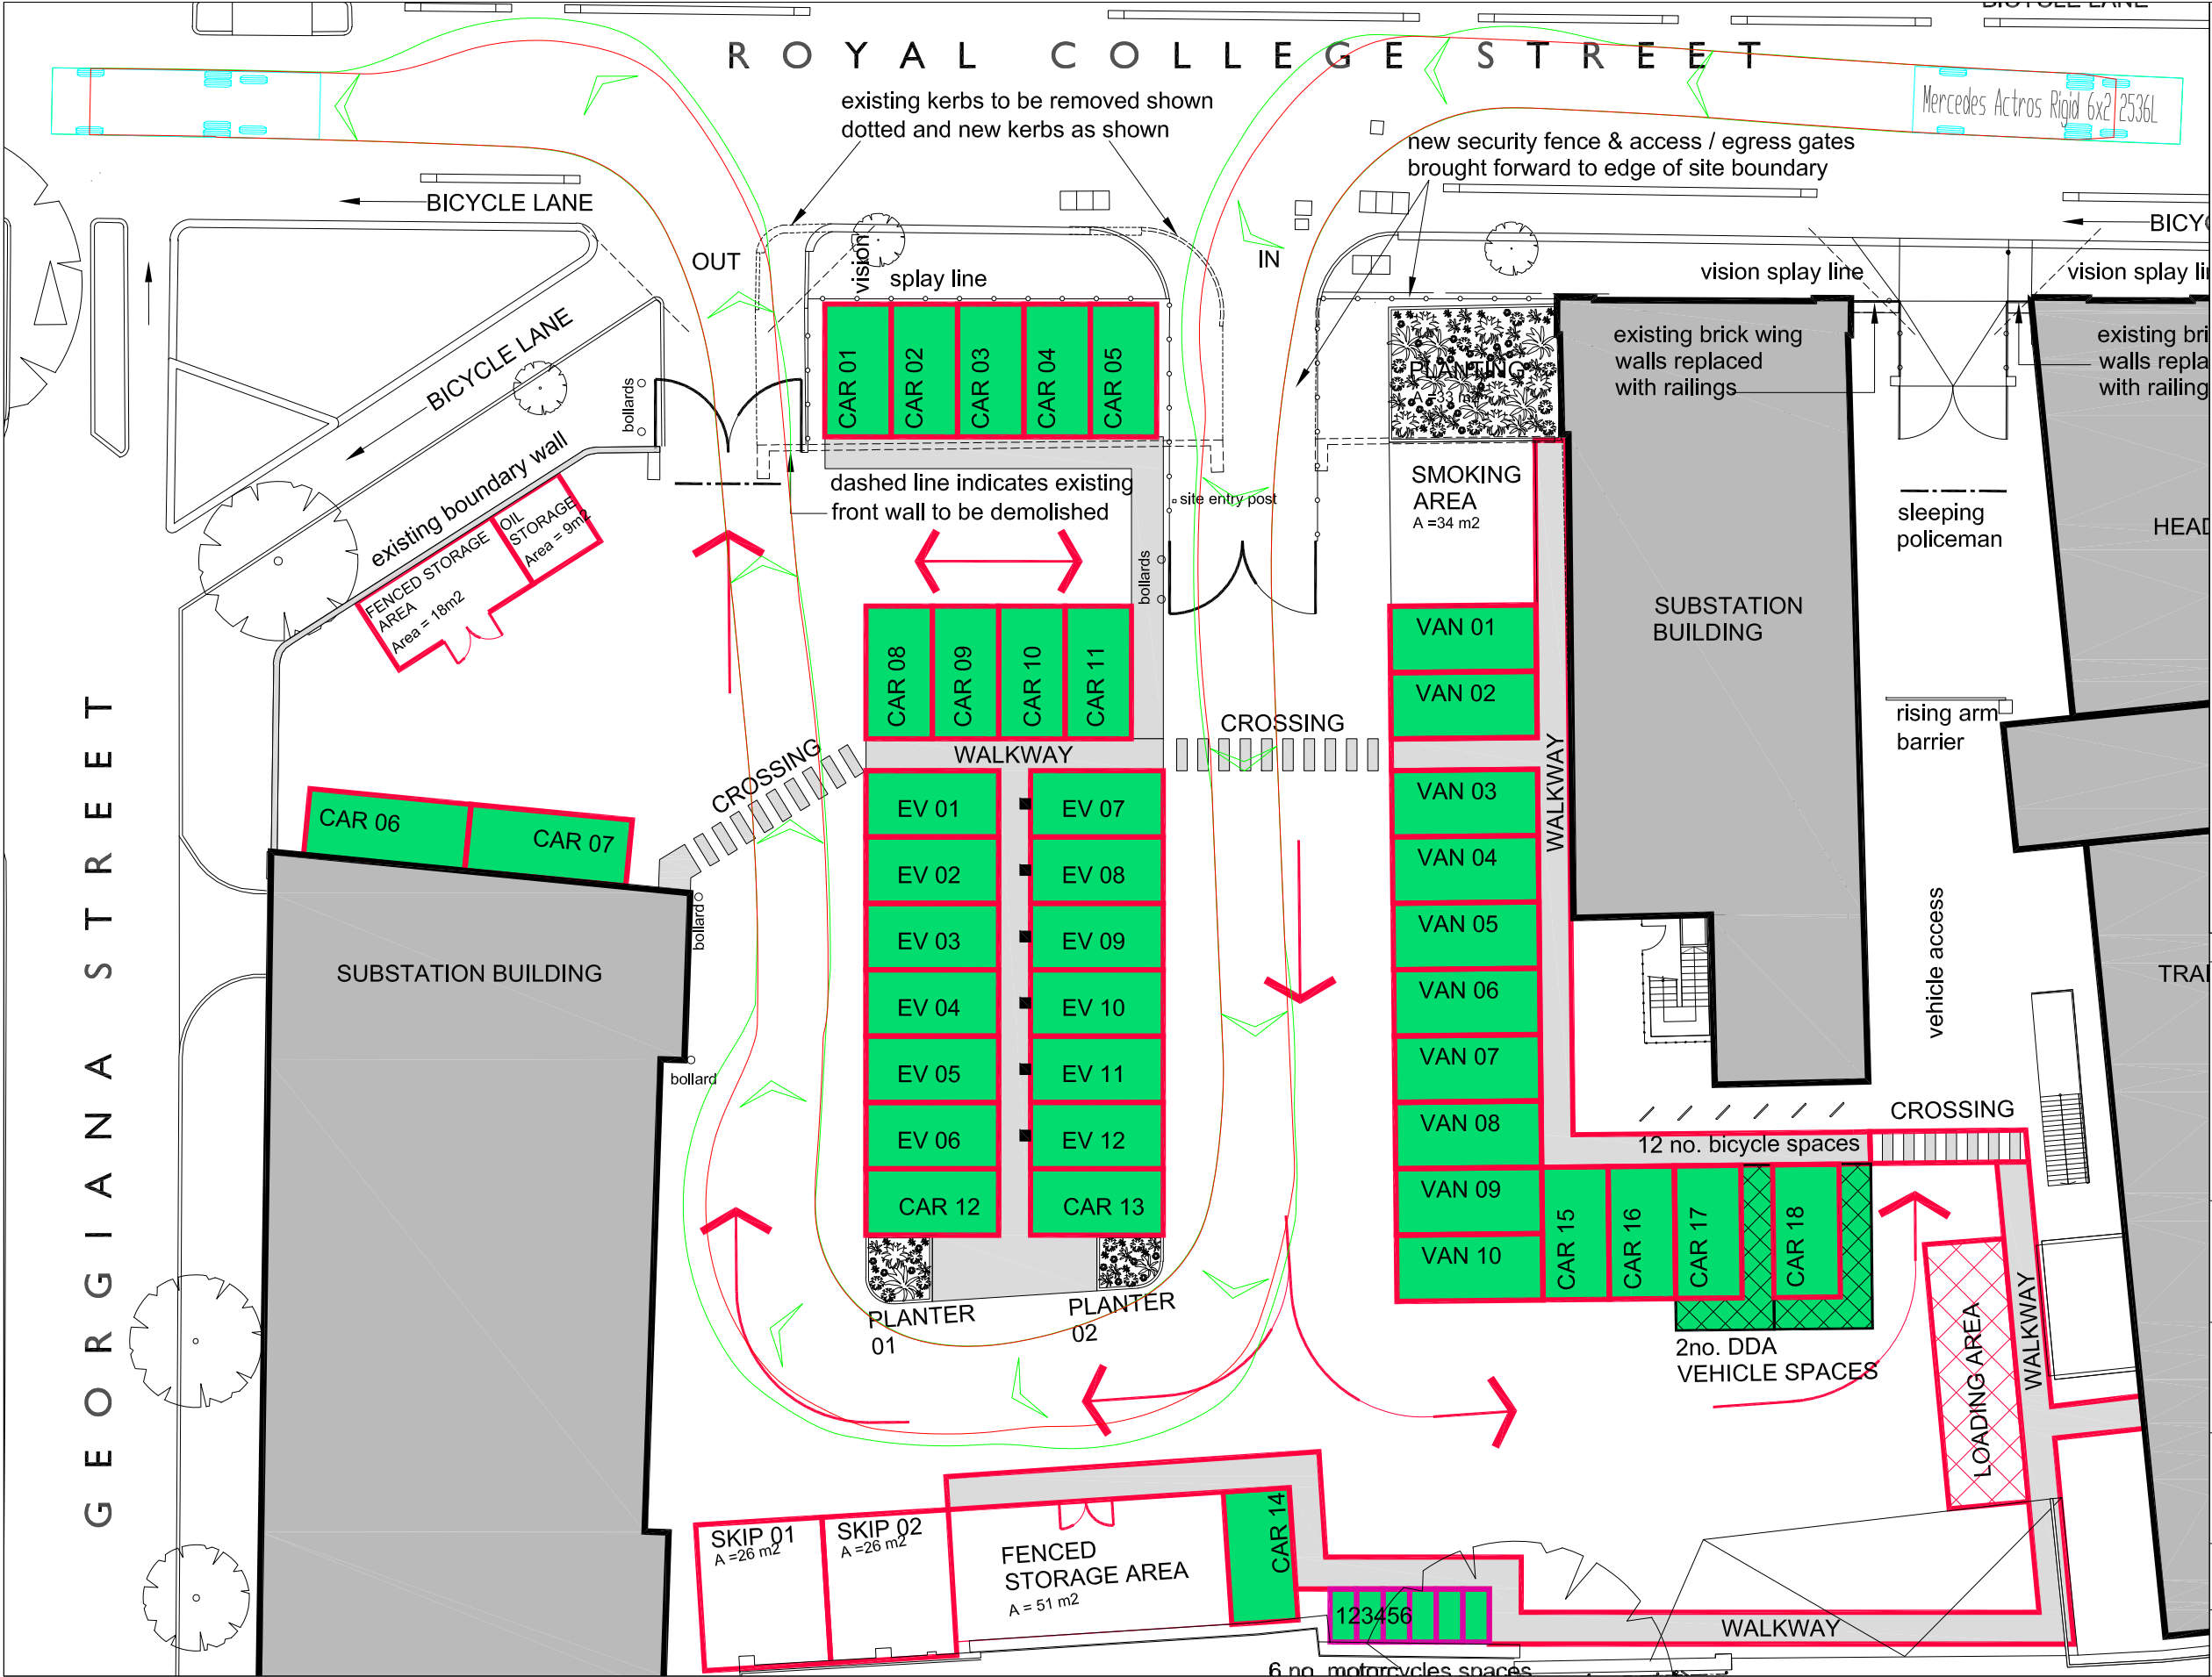 BICYCLE LANE
ROYAL COLLEGE STREET
Mercedes Actros Rigid 6x2 2536L
existing kerbs to be removed shown
dotted and new kerbs as shown
new security fence & access / egress gates
brought forward to edge of site boundary
BICYCLE LANE
BICYC
OUT
vision
splay line
IN
vision splay line
vision splay li
BICYCLE LANE
bollards
CAR 01
CAR 02
CAR 03
CAR 04
CAR 05
PLANTING
A =33 m2
existing brick wing
walls replaced
with railings
existing bri
walls repla
with railing
existing boundary wall
FENCED STORAGE
AREA
Area = 18m2
OIL
STORAGE
Area = 9m2
dashed line indicates existing
front wall to be demolished
site entry post
SMOKING
AREA
A =34 m2
sleeping
policeman
HEAD
bollards
CAR 08
CAR 09
CAR 10
CAR 11
VAN 01
VAN 02
SUBSTATION
BUILDING
GEORGIANA STREET
CROSSING
WALKWAY
CROSSING
WALKWAY
rising arm
barrier
CAR 06
CAR 07
EV 01
EV 02
EV 03
EV 04
EV 05
EV 06
CAR 12
EV 07
EV 08
EV 09
EV 10
EV 11
EV 12
CAR 13
VAN 03
VAN 04
VAN 05
VAN 06
VAN 07
VAN 08
VAN 09
VAN 10
bollard
SUBSTATION BUILDING
bollard
vehicle access
TRAI
CROSSING
12 no. bicycle spaces
CAR 15
CAR 16
CAR 17
CAR 18
PLANTER
01
PLANTER
02
2no. DDA
VEHICLE SPACES
LOADING AREA
WALKWAY
SKIP 01
A =26 m2
SKIP 02
A =26 m2
FENCED
STORAGE AREA
A = 51 m2
CAR 14
123456
WALKWAY
6 no. motorcycles spaces